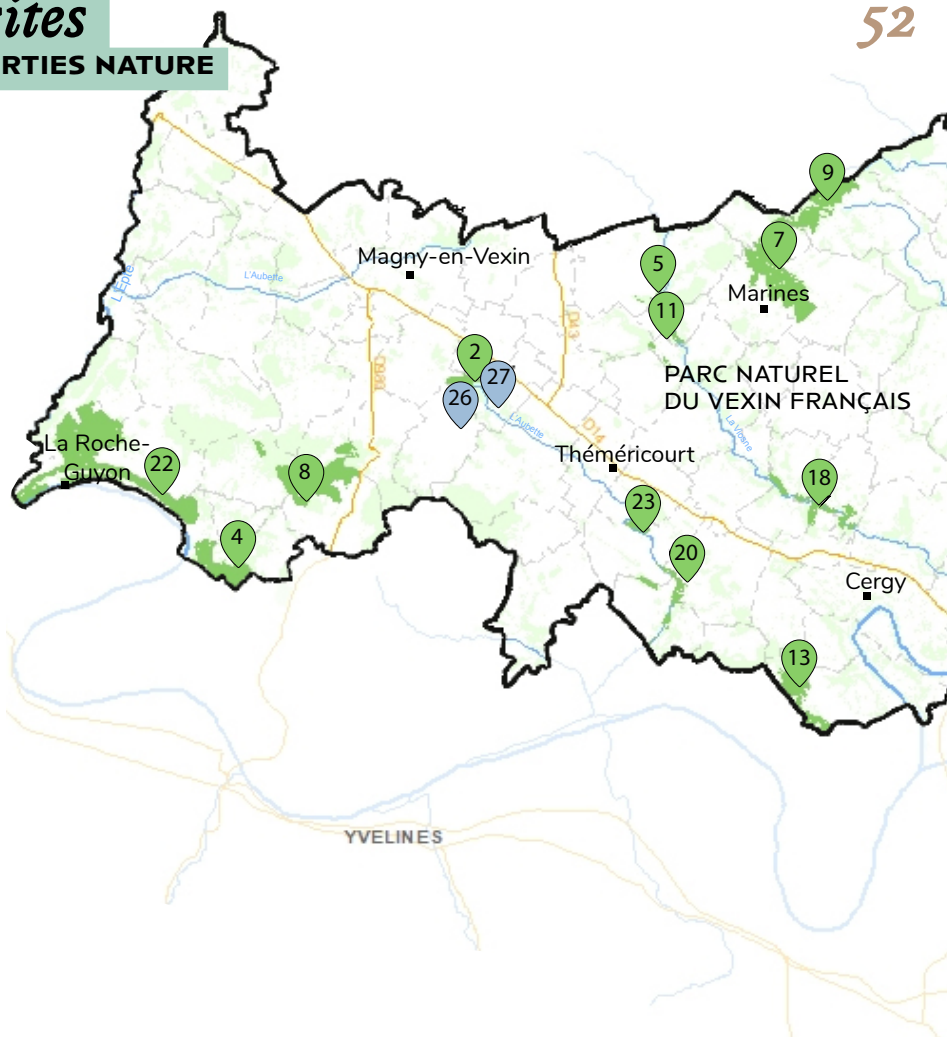 ites
RTIES NATURE
52
9
7
5
Magny-en-Vexin
L'Aubette
L'Epte
Marines
11
2
27
26
PARC NATUREL
DU VEXIN FRANÇAIS
L'Aubette
D14
La Viosne
La Roche-
Guyon
22
8
Théméricourt
18
23
4
20
Cergy
13
YVELINES